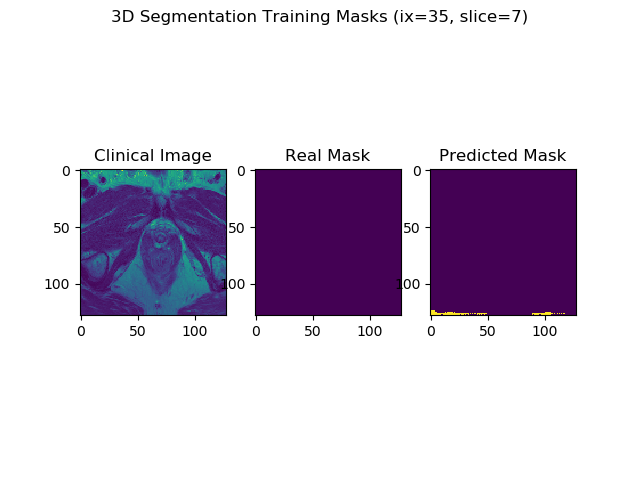 3D Segmentation Training Masks (ix=35, slice=7)
Clinical Image Real Mask Predicted Mask
0 0 0
50 50 50
100 100 100
0 50 100 0 50 100 0 50 100